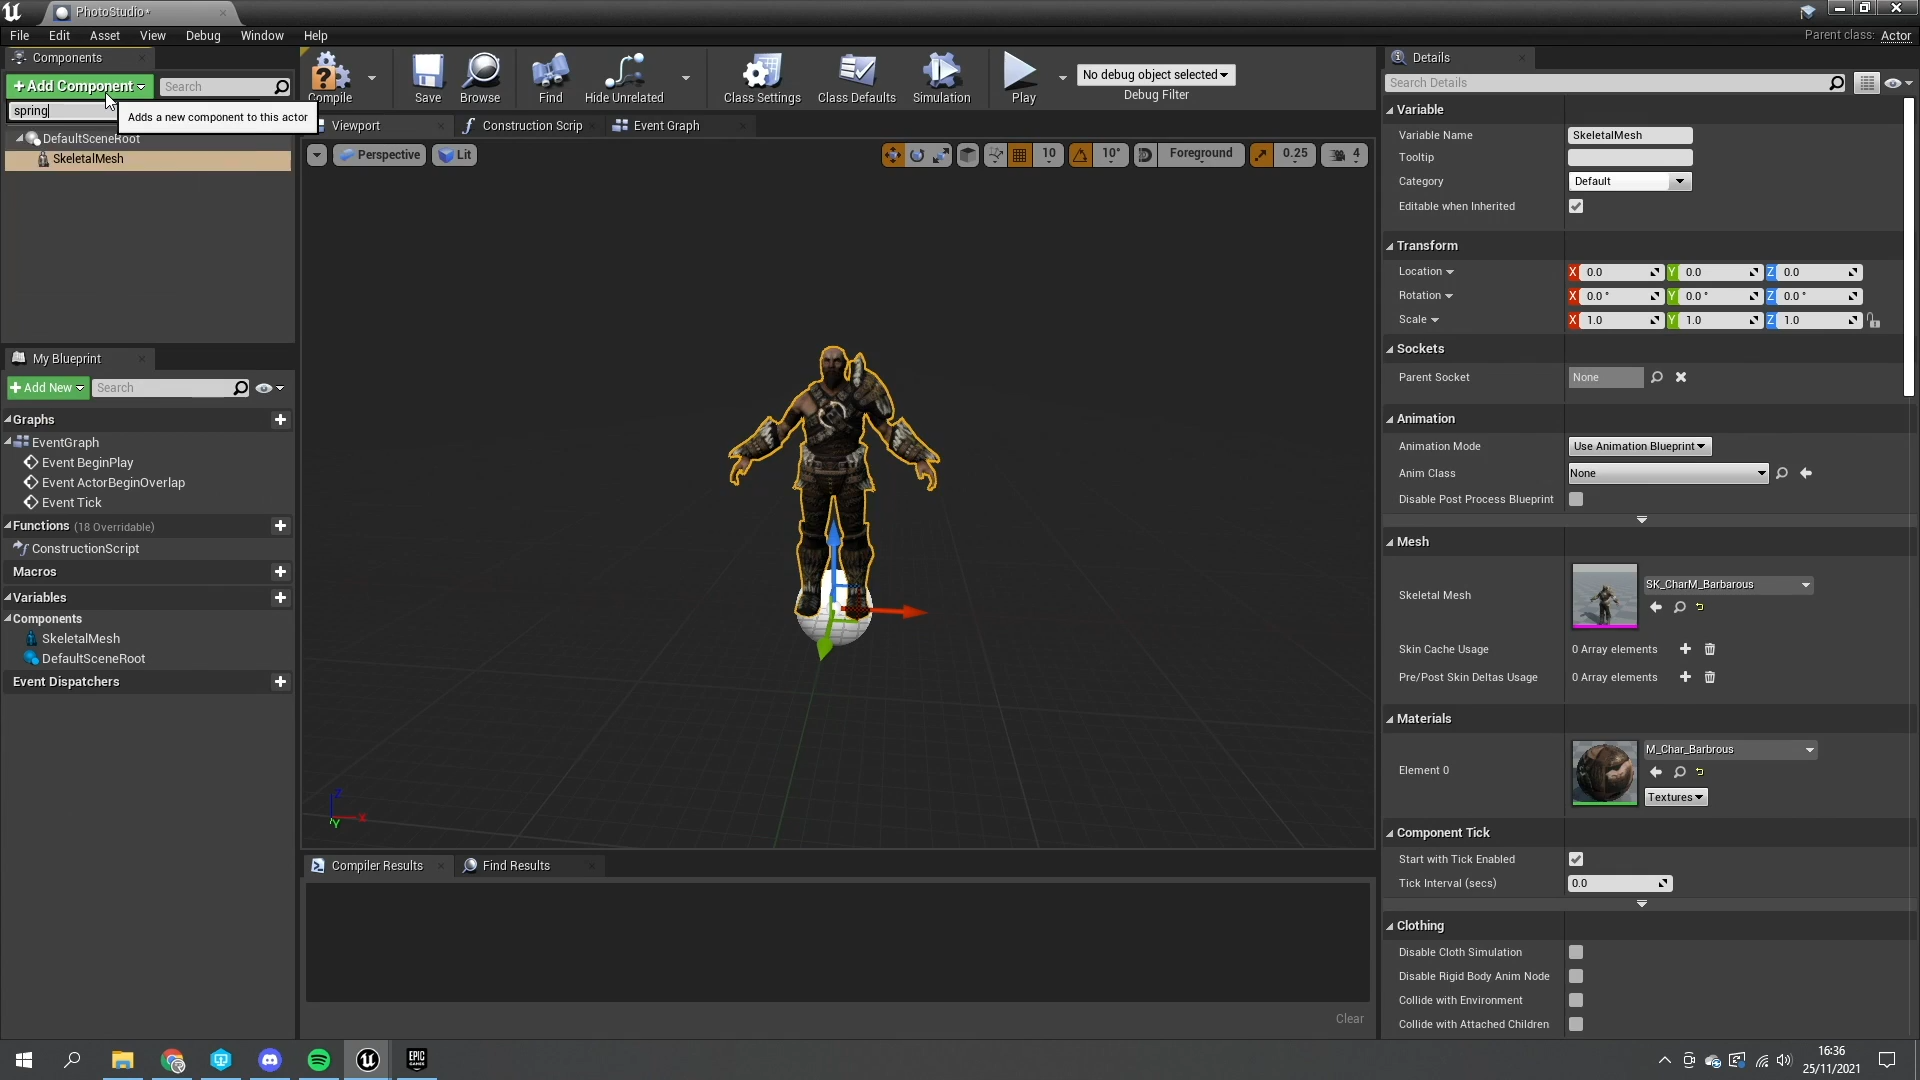 PhotoStudio*
File
Edit
Asset
View
Debug
Window
Help
Parent class: Actor
Components
+Add Component
Search
spring
Adds a new component to this actor
DefaultSceneRoot
SkeletalMesh
Compile
Save
Browse
Find
Hide Unrelated
Class Settings
Class Defaults
Simulation
Play
No debug object selected
Debug Filter
Viewport
Construction Scrip
Event Graph
Perspective
Lit
10
10°
Foreground
0.25
4
My Blueprint
+Add New
Search
Graphs
EventGraph
Event BeginPlay
Event ActorBeginOverlap
Event Tick
Functions (18 Overridable)
ConstructionScript
Macros
Variables
Components
SkeletalMesh
DefaultSceneRoot
Event Dispatchers
Z
X
Y
Compiler Results
Find Results
Clear
Details
Search Details
Variable
Variable Name SkeletalMesh
Tooltip
Category Default
Editable when Inherited
Transform
Location X 0.0 Y 0.0 Z 0.0
Rotation X 0.0 ° Y 0.0 ° Z 0.0 °
Scale X 1.0 Y 1.0 Z 1.0
Sockets
Parent Socket None
Animation
Animation Mode Use Animation Blueprint
Anim Class None
Disable Post Process Blueprint
Mesh
Skeletal Mesh SK_CharM_Barbarous
Skin Cache Usage 0 Array elements
Pre/Post Skin Deltas Usage 0 Array elements
Materials
Element 0 M_Char_Barbrous
Textures
Component Tick
Start with Tick Enabled
Tick Interval (secs) 0.0
Clothing
Disable Cloth Simulation
Disable Rigid Body Anim Node
Collide with Environment
Collide with Attached Children
EPIC
GAMES
16:36
25/11/2021